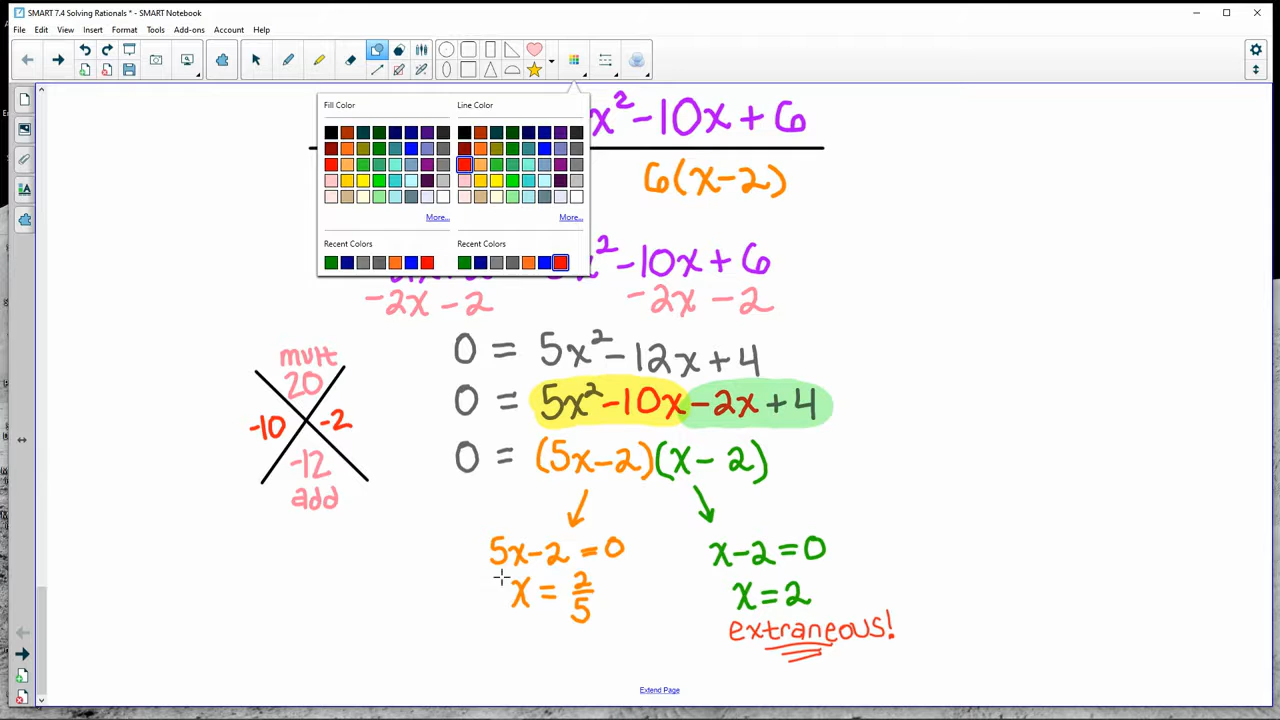 SMART 7.4 Solving Rationals * - SMART Notebook
File Edit View Insert Format Tools Add-ons Account Help
Fill Color Line Color
More... More...
Recent Colors Recent Colors
x² -10x + 6
6(x-2)
² -10x + 6
-2x - 2 -2x - 2
0 = 5x² -12x + 4
0 = 5x² -10x -2x + 4
0 = (5x-2)(x-2)
mult
20
-10 -2
-12
add
5x-2 = 0
x = 2/5
x-2=0
x=2
extraneous!
Extend Page